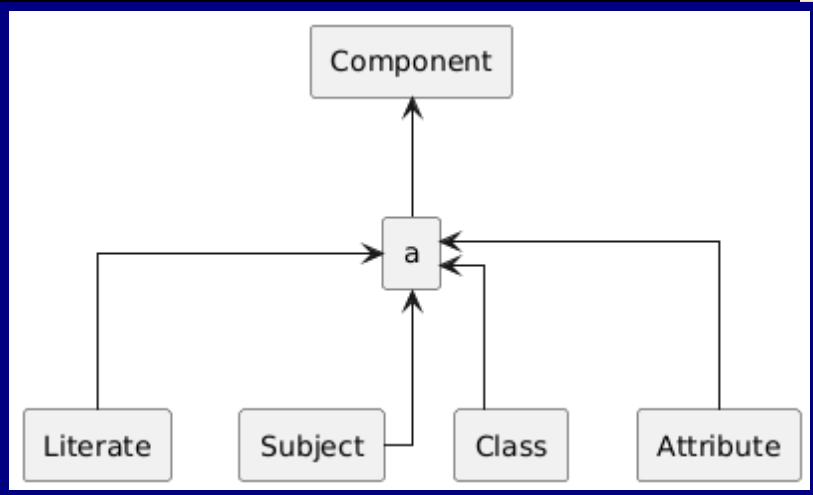 Component
a
Literate
Subject
Class
Attribute